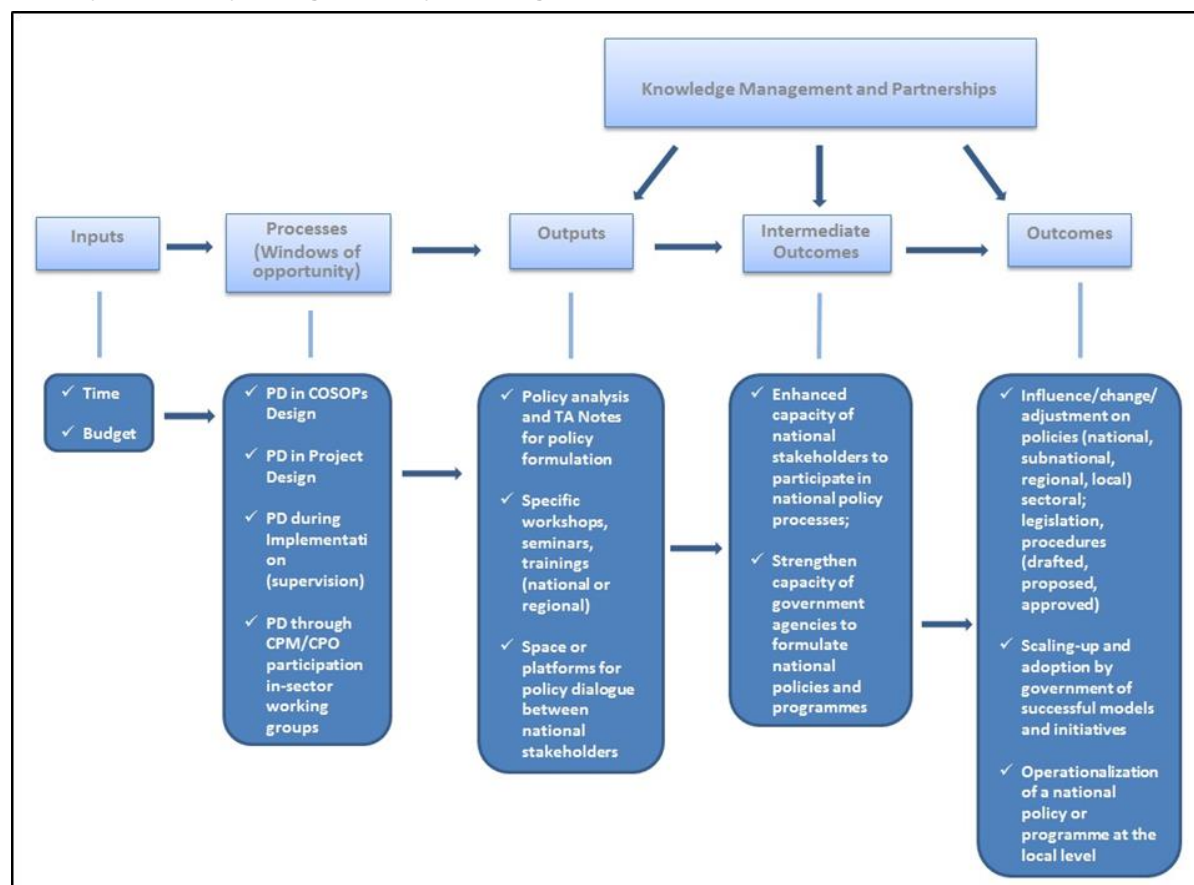 Knowledge Management and Partnerships
Inputs
Processes
(Windows of
opportunity)
Outputs
Intermediate
Outcomes
Outcomes
✓ Time
✓ Budget
✓ PD in COSOPs
Design
✓ PD in Project
Design
✓ PD during
Implementati
on
(supervision)
✓ PD through
CPM/CPO
participation
in-sector
working
groups
✓ Policy analysis
and TA Notes
for policy
formulation
✓ Specific
workshops,
seminars,
trainings
(national or
regional)
✓ Space or
platforms for
policy dialogue
between
national
stakeholders
✓ Enhanced
capacity of
national
stakeholders to
participate in
national policy
processes;
✓ Strengthen
capacity of
government
agencies to
formulate
national
policies and
programmes
✓ Influence/change/
adjustment on
policies (national,
subnational,
regional, local)
sectoral;
legislation,
procedures
(drafted,
proposed,
approved)
✓ Scaling-up and
adoption by
government of
successful models
and initiatives
✓ Operationalization
of a national
policy or
programme at the
local level